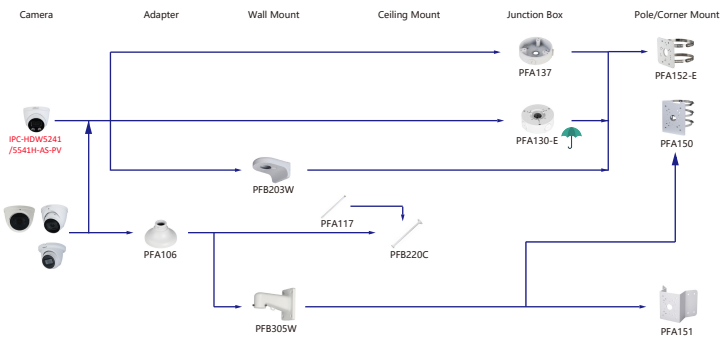 Camera
Adapter
Wall Mount
Ceiling Mount
Junction Box
Pole/Corner Mount
PFA137
PFA152-E
IPC-HDW5241
/5541H-AS-PV
PFA130-E
PFA150
PFB203W
PFA117
PFA106
PFB220C
PFB305W
PFA151